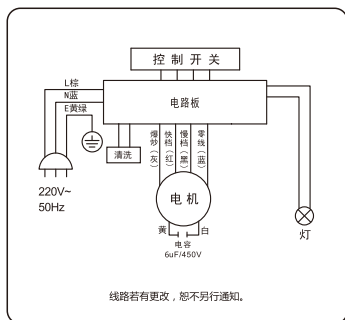 控制开关
L棕
N蓝
E黄绿
电路板
清洗
爆炒（灰）
快档（红）
慢档（黑）
零线（蓝）
220V~
50Hz
电机
黄
白
电容
6uF/450V
灯
线路若有更改，恕不另行通知。